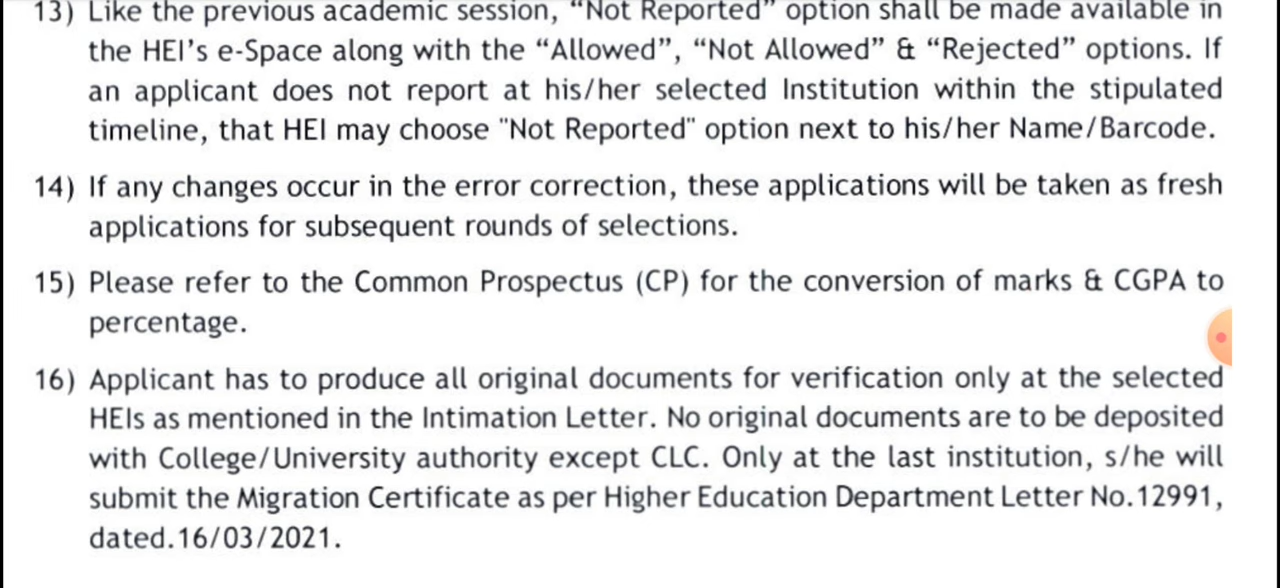 13) Like the previous academic session, "Not Reported" option shall be made available in
the HEI's e-Space along with the “Allowed”, “Not Allowed” & “Rejected” options. If
an applicant does not report at his/her selected Institution within the stipulated
timeline, that HEI may choose "Not Reported" option next to his/her Name/Barcode.
14) If any changes occur in the error correction, these applications will be taken as fresh
applications for subsequent rounds of selections.
15) Please refer to the Common Prospectus (CP) for the conversion of marks & CGPA to
percentage.
16) Applicant has to produce all original documents for verification only at the selected
HEIs as mentioned in the Intimation Letter. No original documents are to be deposited
with College/University authority except CLC. Only at the last institution, s/he will
submit the Migration Certificate as per Higher Education Department Letter No.12991,
dated.16/03/2021.